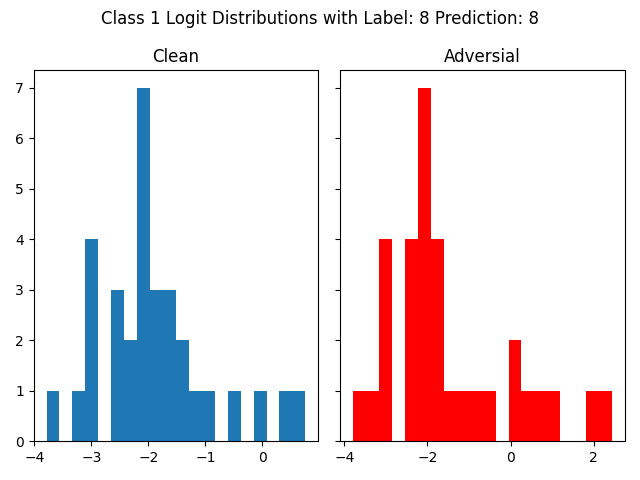 Class 1 Logit Distributions with Label: 8 Prediction: 8
Clean
Adversial
7
6
5
4
3
2
1
0
−4 −3 −2 −1 0
−4 −2 0 2